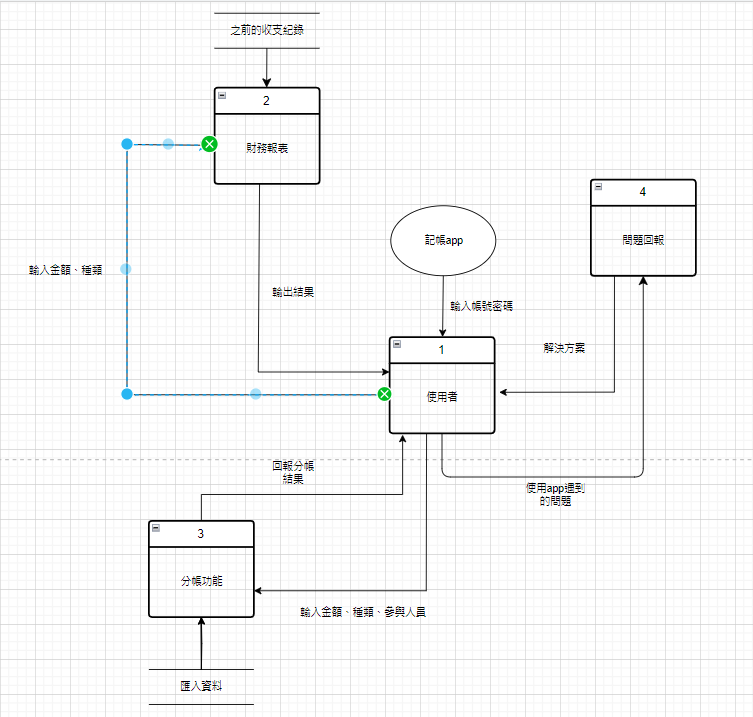 之前的收支紀錄
2
財務報表
4
問題回報
記帳app
輸入金額、種類
輸出結果
輸入帳號密碼
1
使用者
解決方案
回報分帳
結果
使用app遇到
的問題
3
分帳功能
輸入金額、種類、參與人員
匯入資料